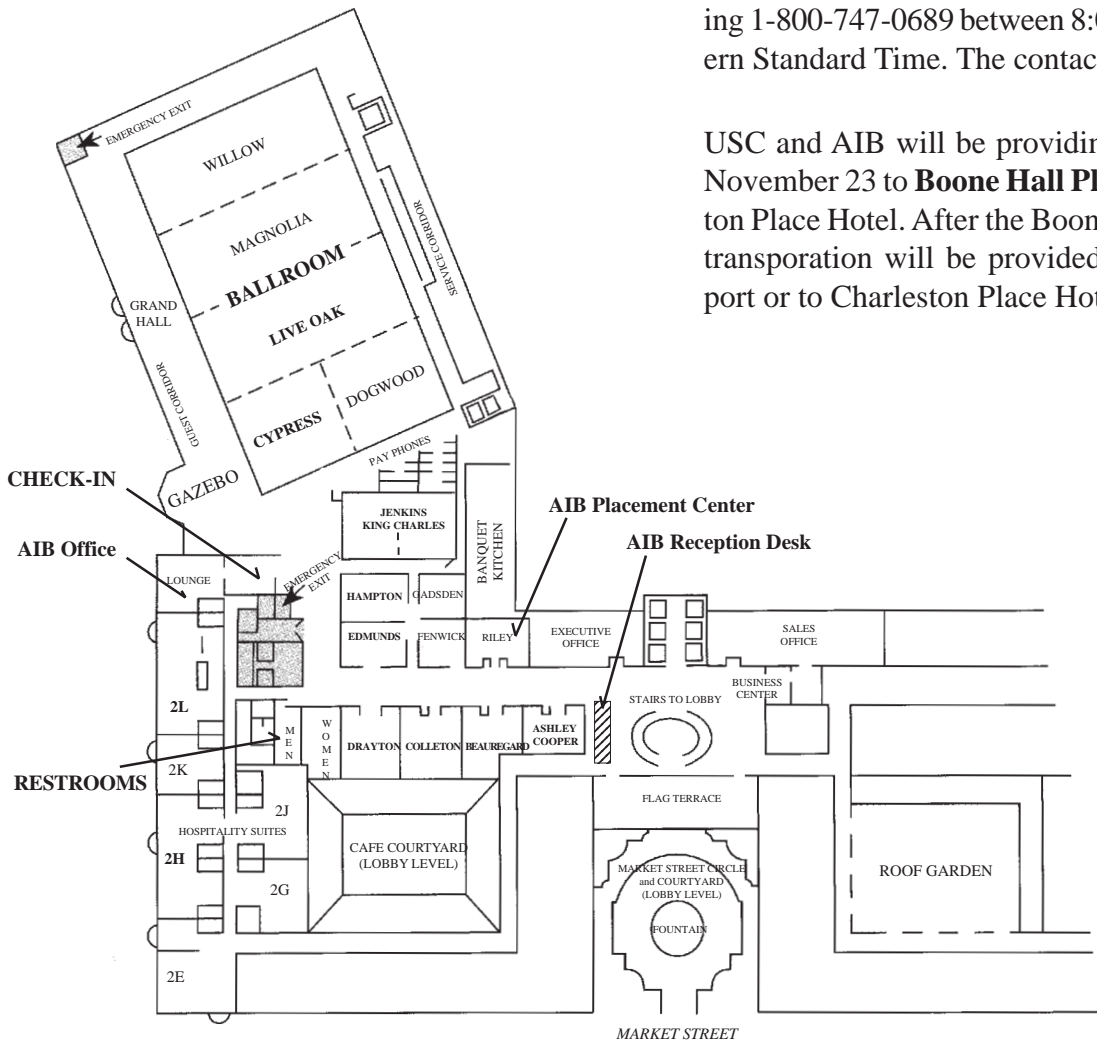 ing 1-800-747-0689 between 8:
ern Standard Time. The contac
USC and AIB will be providin
November 23 to Boone Hall Pl
ton Place Hotel. After the Boon
transporation will be provided
port or to Charleston Place Hot
EMERGENCY EXIT
WILLOW
MAGNOLIA
BALLROOM
LIVE OAK
SERVICE CORRIDOR
GRAND
HALL
GUEST CORRIDOR
DOGWOOD
CYPRESS
PAY PHONES
GAZEBO
CHECK-IN
AIB Office
LOUNGE
EMERGENCY
EXIT
JENKINS
KING CHARLES
BANQUET
KITCHEN
AIB Placement Center
AIB Reception Desk
HAMPTON
GADSDEN
EDMUNDS
FENWICK
RILEY
EXECUTIVE
OFFICE
SALES
OFFICE
BUSINESS
CENTER
STAIRS TO LOBBY
2L
MEN
WOMEN
DRAYTON
COLLETON
BEAUREGARD
ASHLEY
COOPER
RESTROOMS
2K
2J
FLAG TERRACE
HOSPITALITY SUITES
2H
2G
CAFE COURTYARD
(LOBBY LEVEL)
MARKET STREET CIRCLE
and COURTYARD
(LOBBY LEVEL)
FOUNTAIN
ROOF GARDEN
2E
MARKET STREET